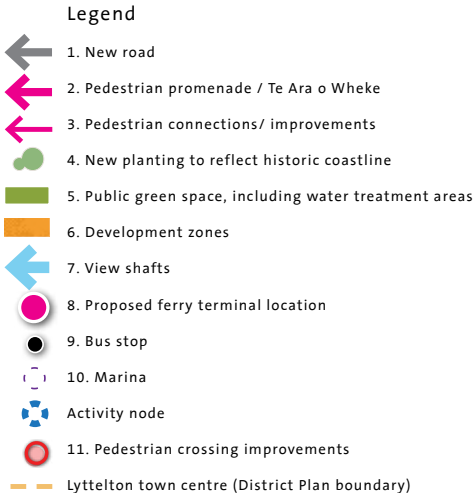 Legend
1. New road
2. Pedestrian promenade / Te Ara o Wheke
3. Pedestrian connections/ improvements
4. New planting to reflect historic coastline
5. Public green space, including water treatment areas
6. Development zones
7. View shafts
8. Proposed ferry terminal location
9. Bus stop
10. Marina
Activity node
11. Pedestrian crossing improvements
Lyttelton town centre (District Plan boundary)